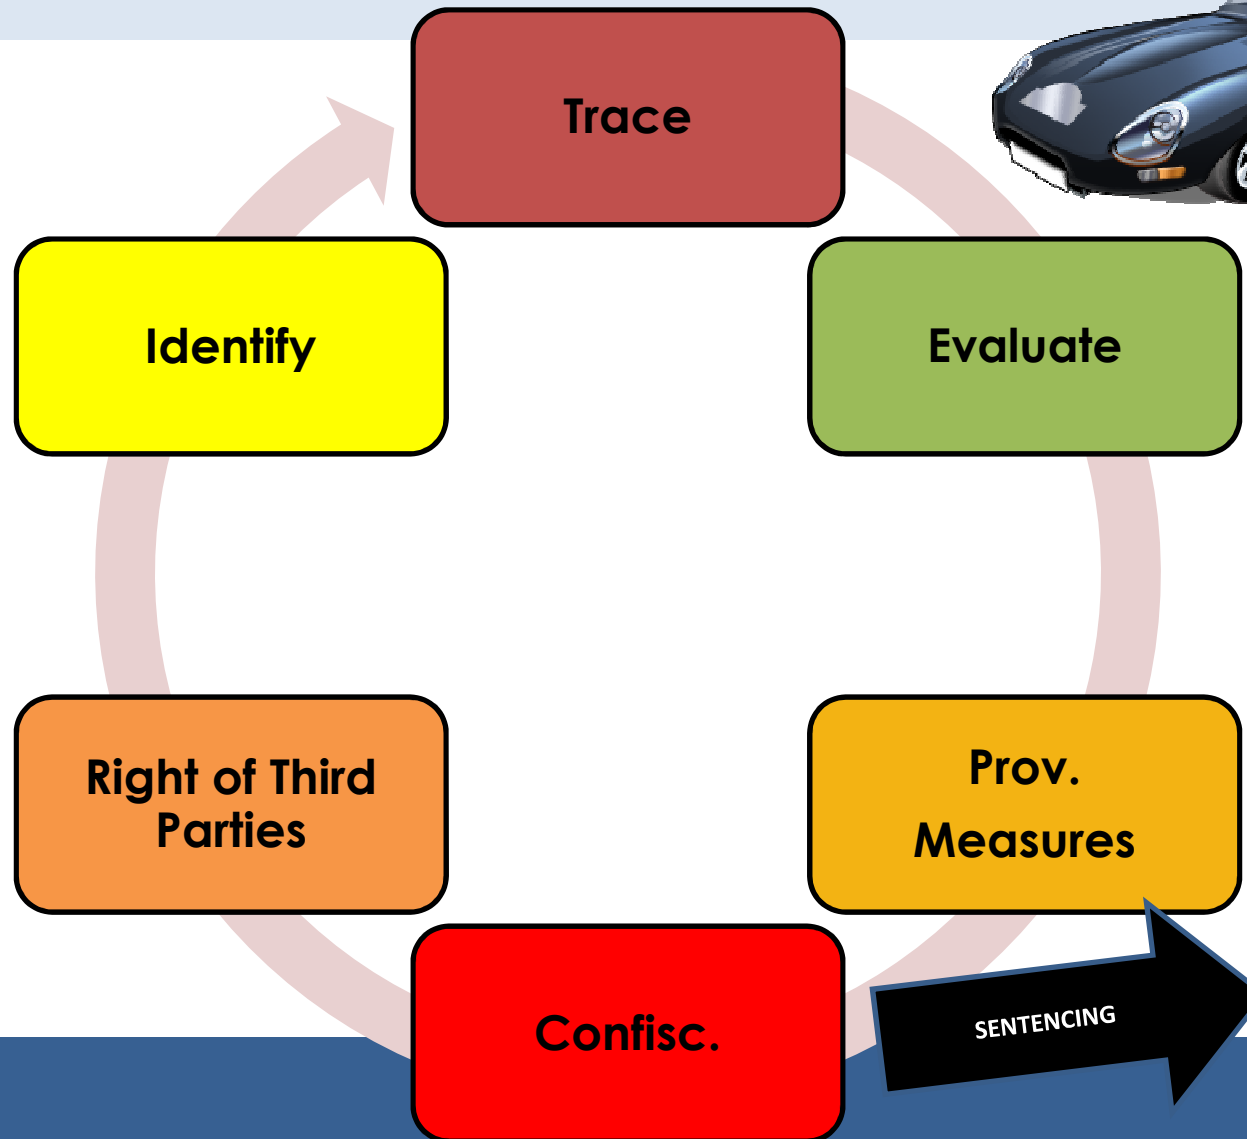 Trace
Identify
Evaluate
Right of Third
Parties
Prov.
Measures
Confisc.
SENTENCING